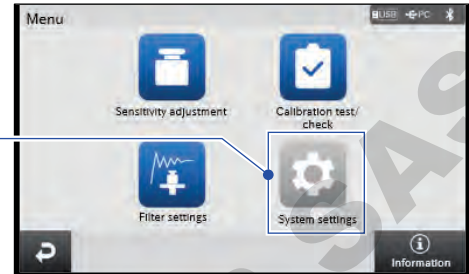 Menu
USB PC
Sensitivity adjustment
Calibration test/
check
Filter settings
System settings
Information